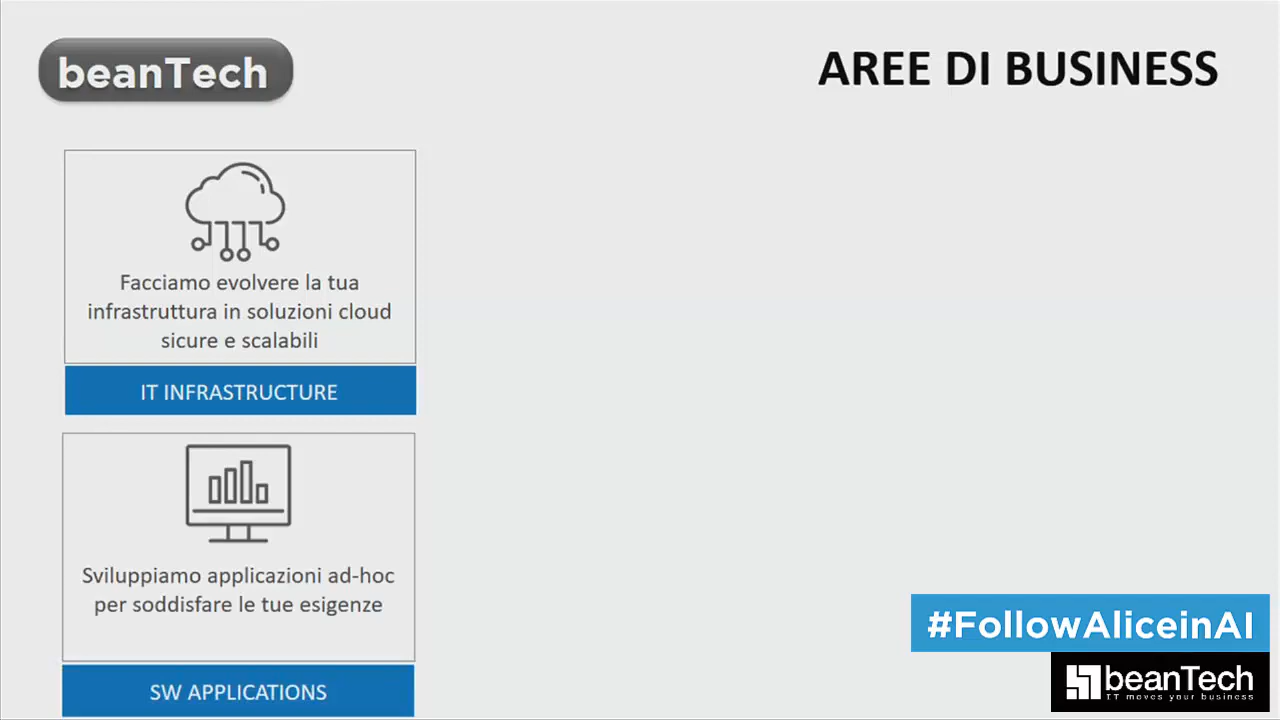 beanTech
AREE DI BUSINESS
Facciamo evolvere la tua
infrastruttura in soluzioni cloud
sicure e scalabili
IT INFRASTRUCTURE
Sviluppiamo applicazioni ad-hoc
per soddisfare le tue esigenze
SW APPLICATIONS
#FollowAliceinAI
beanTech
IT moves your business